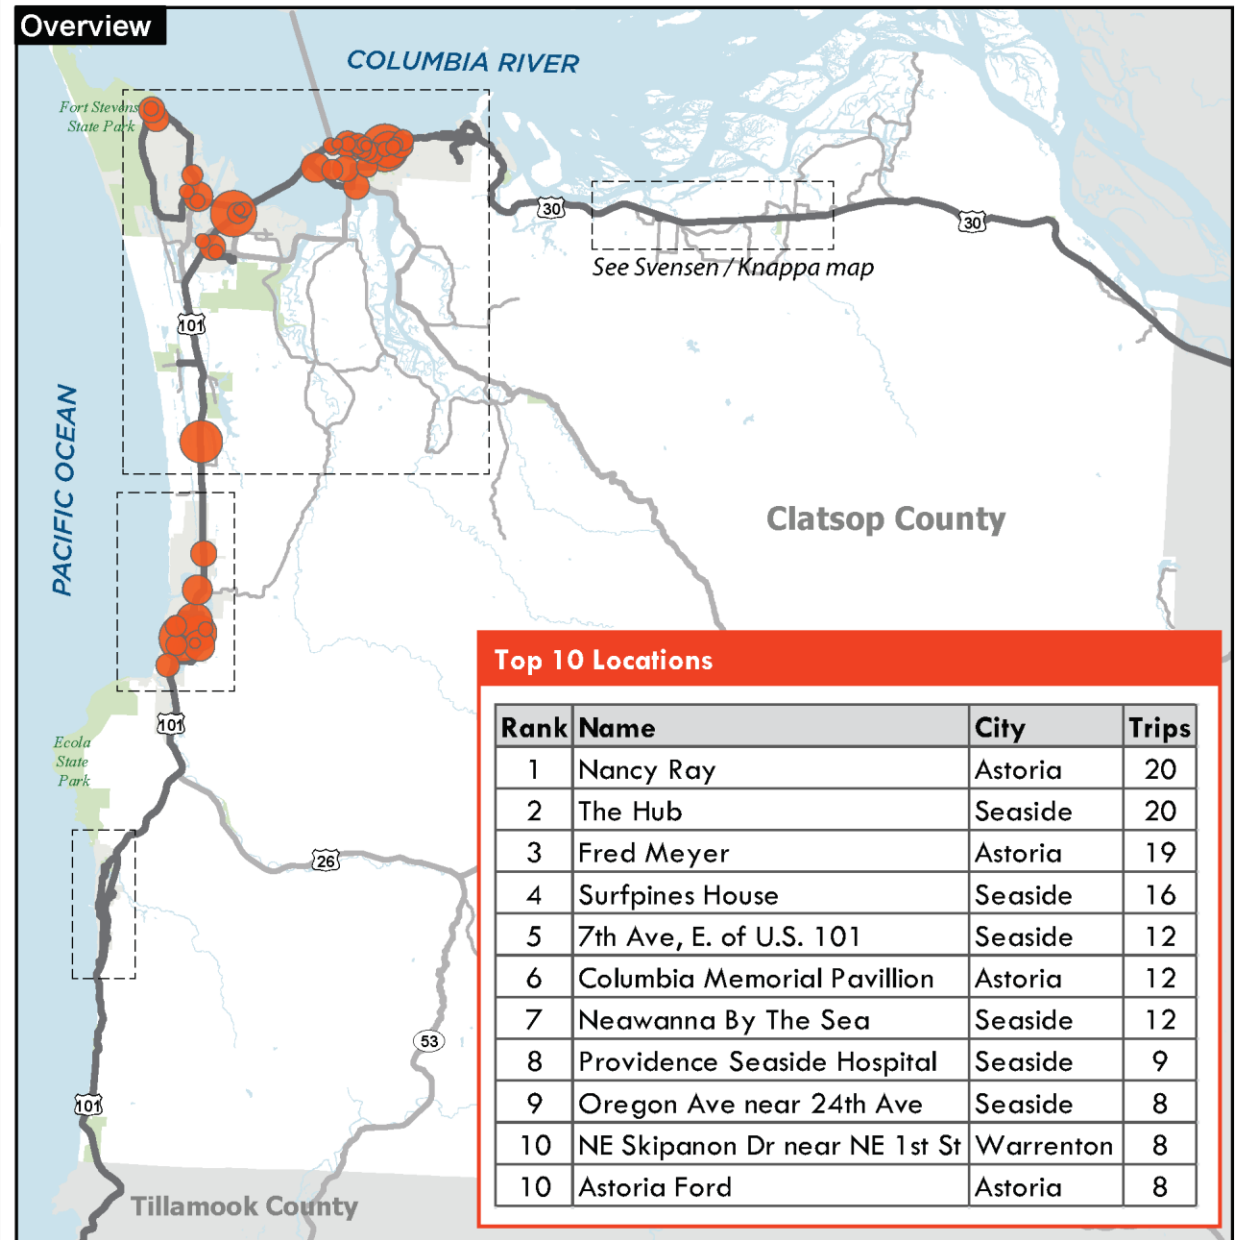 Overview
COLUMBIA RIVER
Fort Stevens
State Park
30
30
See Svensen / Knappa map
101
PACIFIC OCEAN
Clatsop County
Top 10 Locations
Rank Name City Trips
1 Nancy Ray Astoria 20
2 The Hub Seaside 20
3 Fred Meyer Astoria 19
4 Surfpines House Seaside 16
5 7th Ave, E. of U.S. 101 Seaside 12
6 Columbia Memorial Pavillion Astoria 12
7 Neawanna By The Sea Seaside 12
8 Providence Seaside Hospital Seaside 9
9 Oregon Ave near 24th Ave Seaside 8
10 NE Skipanon Dr near NE 1st St Warrenton 8
10 Astoria Ford Astoria 8
101
Ecola
State
Park
26
53
101
Tillamook County